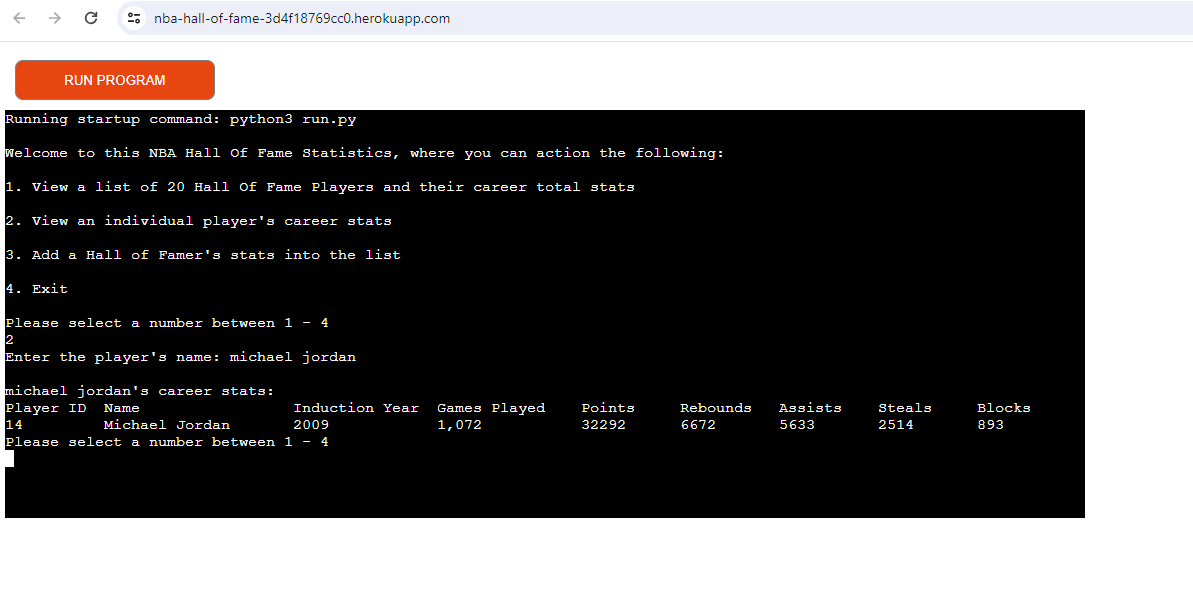 nba-hall-of-fame-3d4f18769cc0.herokuapp.com
RUN PROGRAM
Running startup command: python3 run.py
Welcome to this NBA Hall Of Fame Statistics, where you can action the following:
1. View a list of 20 Hall Of Fame Players and their career total stats
2. View an individual player's career stats
3. Add a Hall of Famer's stats into the list
4. Exit
Please select a number between 1 - 4
2
Enter the player's name: michael jordan
michael jordan's career stats:
Player ID Name Induction Year Games Played Points Rebounds Assists Steals Blocks
14 Michael Jordan 2009 1,072 32292 6672 5633 2514 893
Please select a number between 1 - 4